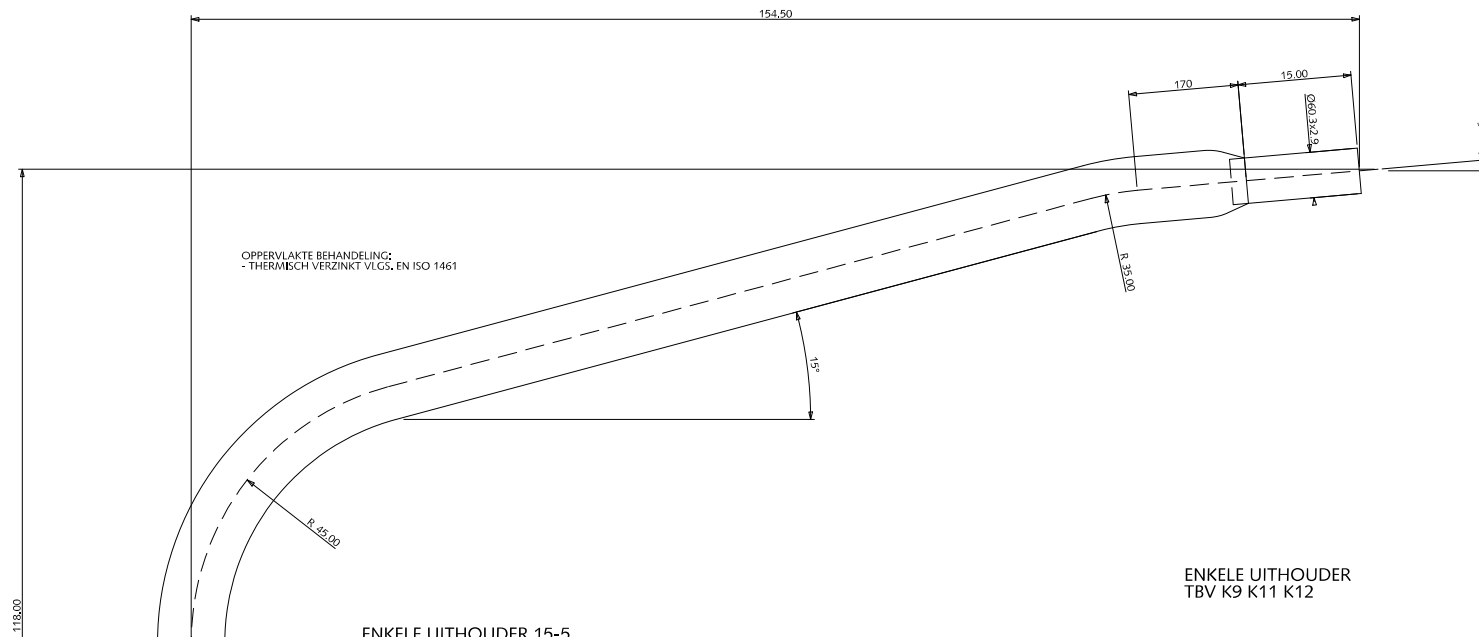 154.50
170
15.00
Ø60.3x2.9
OPPERVLAKTE BEHANDELING:
- THERMISCH VERZINKT VLGS. EN ISO 1461
R 35.00
15°
R 45.00
ENKELE UITHOUDER
TBV K9 K11 K12
118.00
ENKELE UITHOUDER 15-5